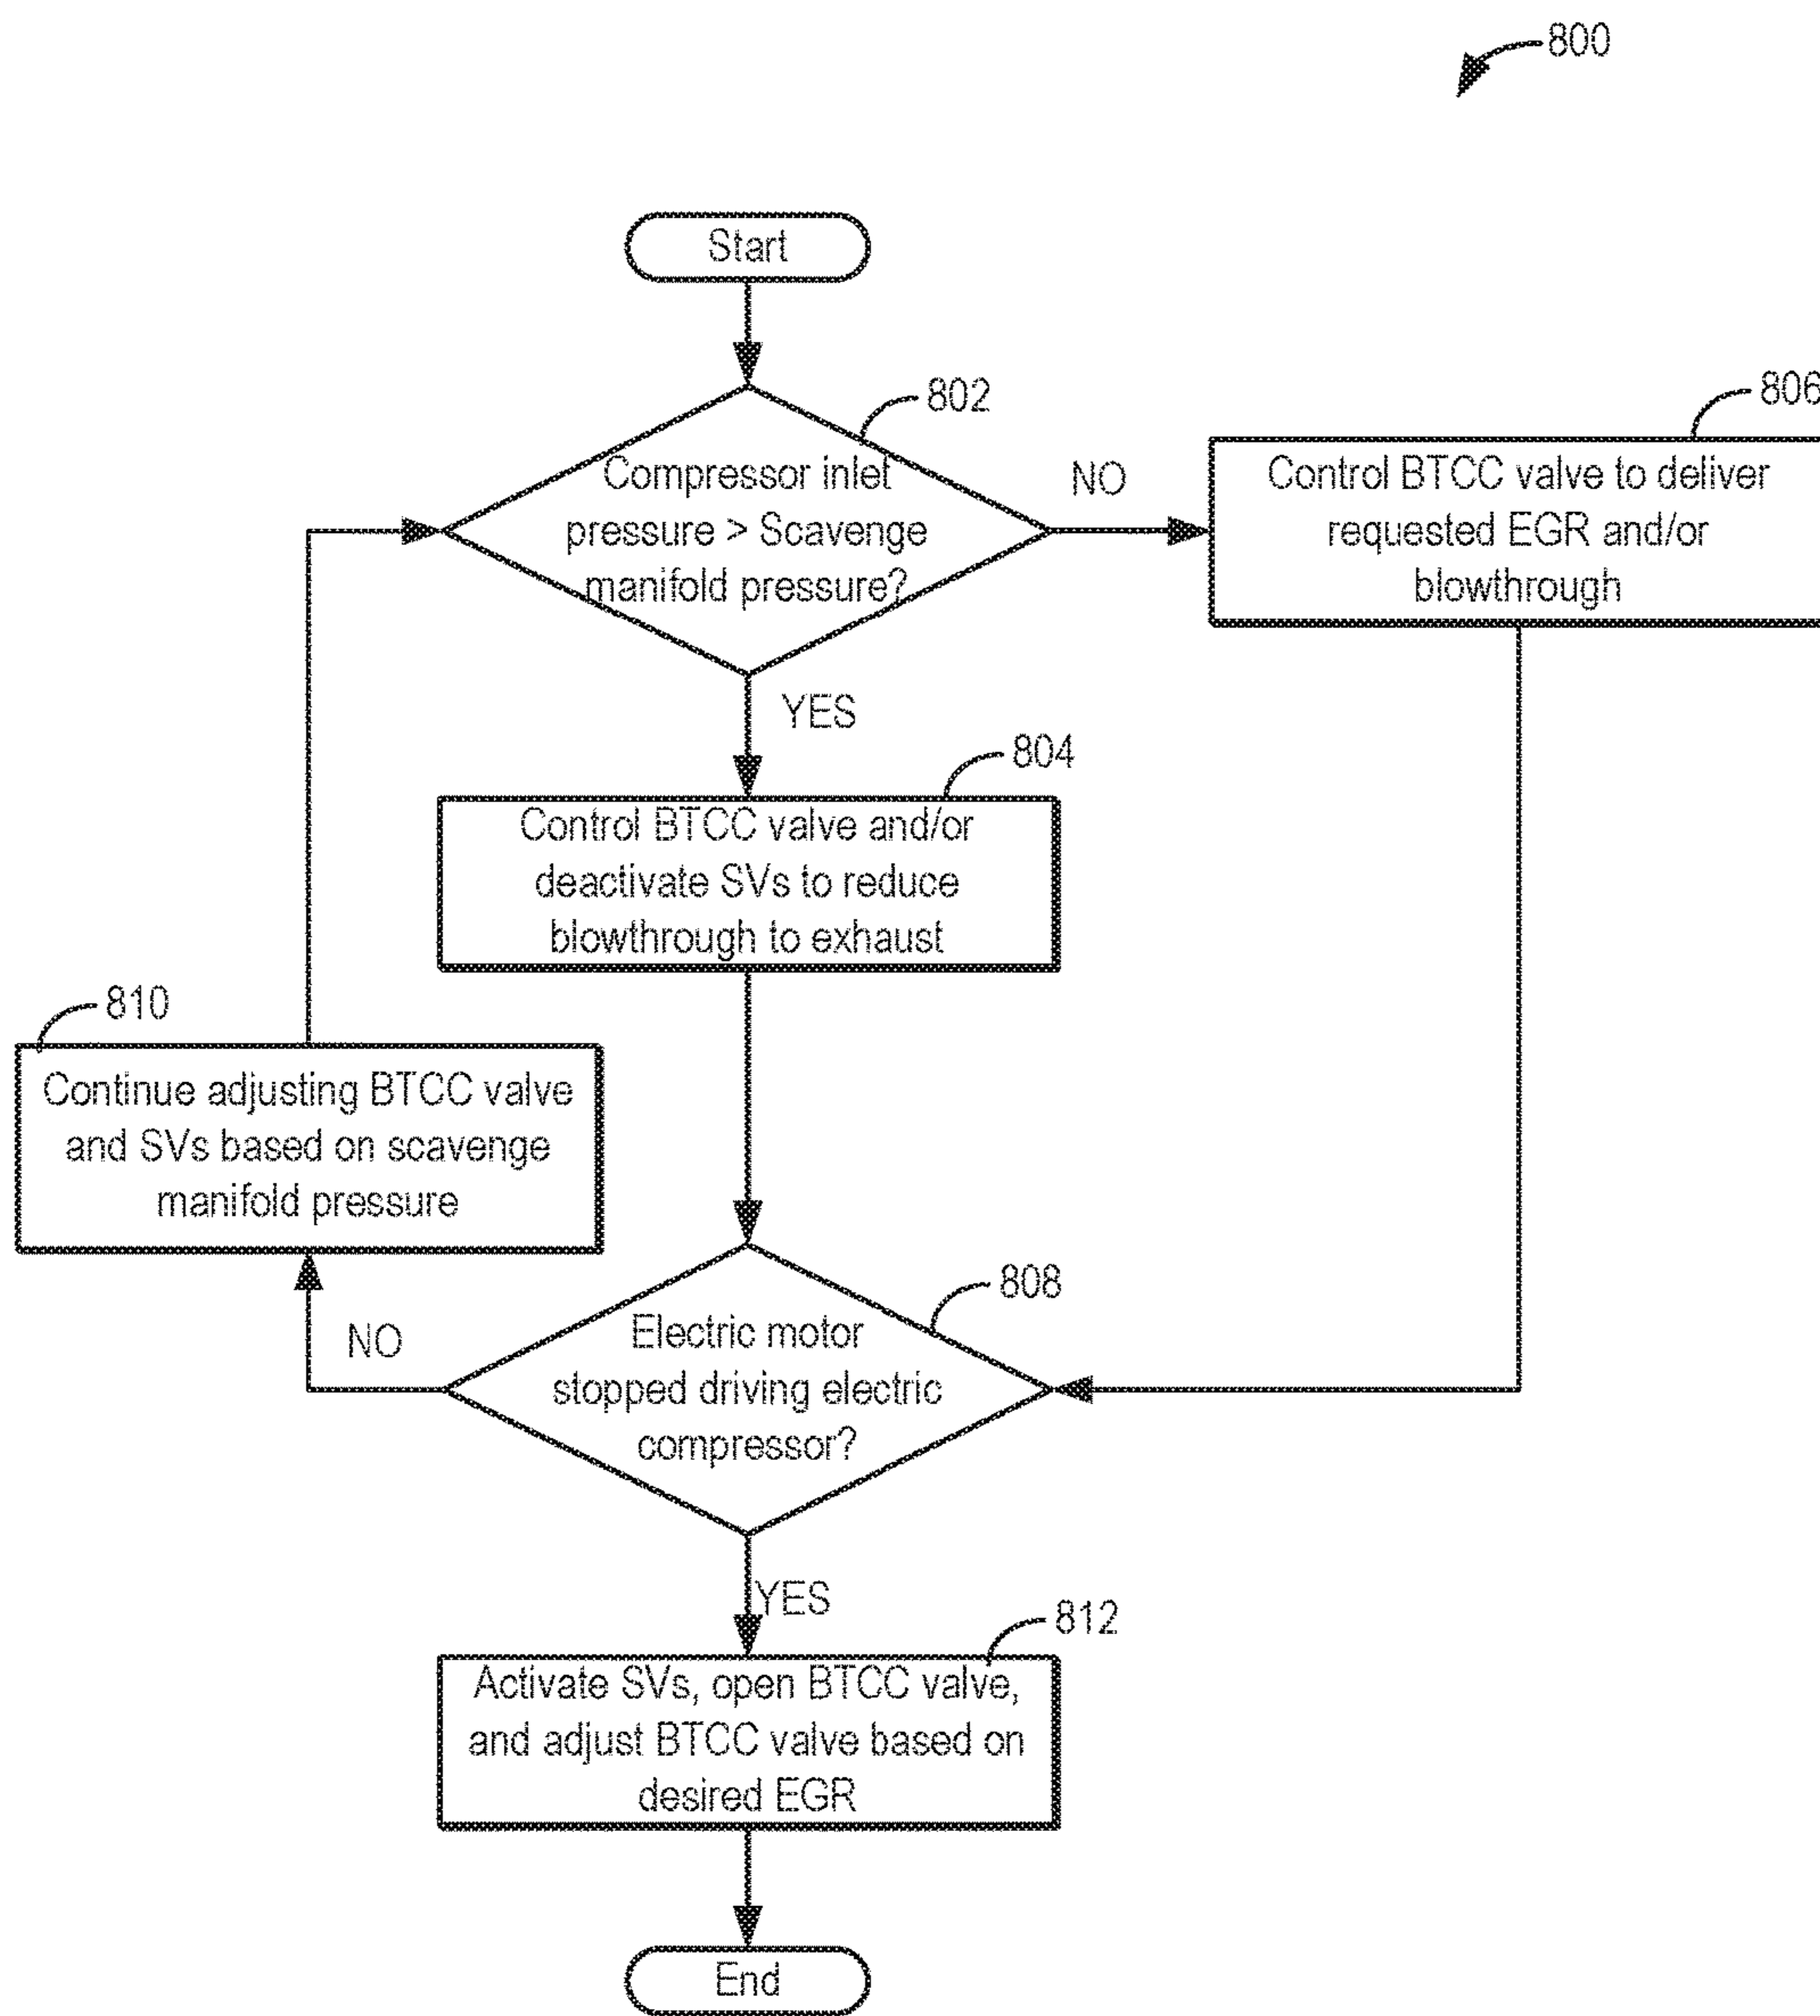 800
Start
802
Compressor inlet
pressure > Scavenge
manifold pressure?
NO
806
Control BTCC valve to deliver
requested EGR and/or
blowthrough
YES
804
Control BTCC valve and/or
deactivate SVs to reduce
blowthrough to exhaust
810
Continue adjusting BTCC valve
and SVs based on scavenge
manifold pressure
808
Electric motor
stopped driving electric
compressor?
NO
YES
812
Activate SVs, open BTCC valve,
and adjust BTCC valve based on
desired EGR
End